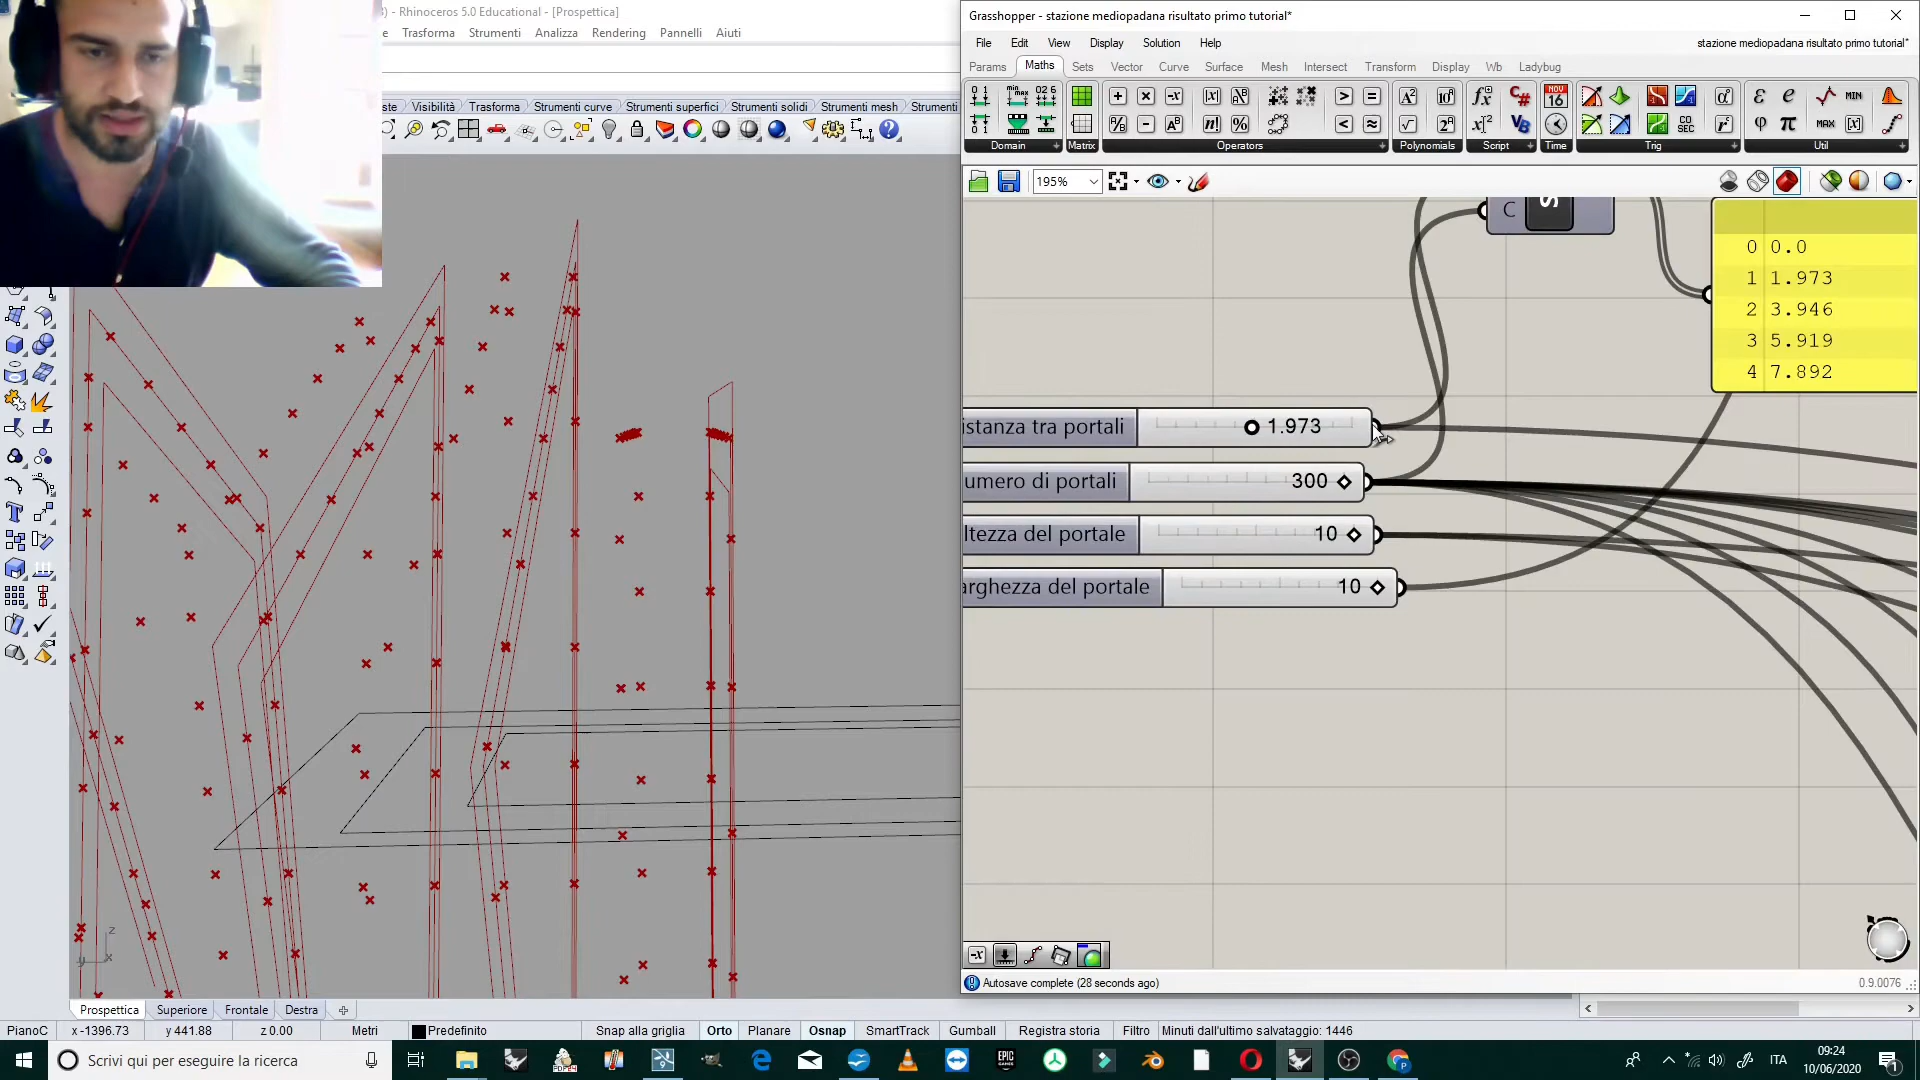 ) - Rhinoceros 5.0 Educational - [Prospettica]
e Trasforma Strumenti Analizza Rendering Pannelli Aiuti
ste Visibilità Trasforma Strumenti curve Strumenti superfici Strumenti solidi Strumenti mesh Strumenti
Grasshopper - stazione mediopadana risultato primo tutorial*
File Edit View Display Solution Help stazione mediopadana risultato primo tutorial*
Params Maths Sets Vector Curve Surface Mesh Intersect Transform Display Wb Ladybug
Domain Matrix Operators Polynomials Script Time Trig Util
195%
C S
0 0.0
1 1.973
2 3.946
3 5.919
4 7.892
istanza tra portali 1.973
umero di portali 300
ltezza del portale 10
arghezza del portale 10
z
y x
Autosave complete (28 seconds ago) 0.9.0076
Prospettica Superiore Frontale Destra
PianoC x -1396.73 y 441.88 z 0.00 Metri Predefinito Snap alla griglia Orto Planare Osnap SmartTrack Gumball Registra storia Filtro Minuti dall'ultimo salvataggio: 1446
Scrivi qui per eseguire la ricerca
ITA
09:24
10/06/2020